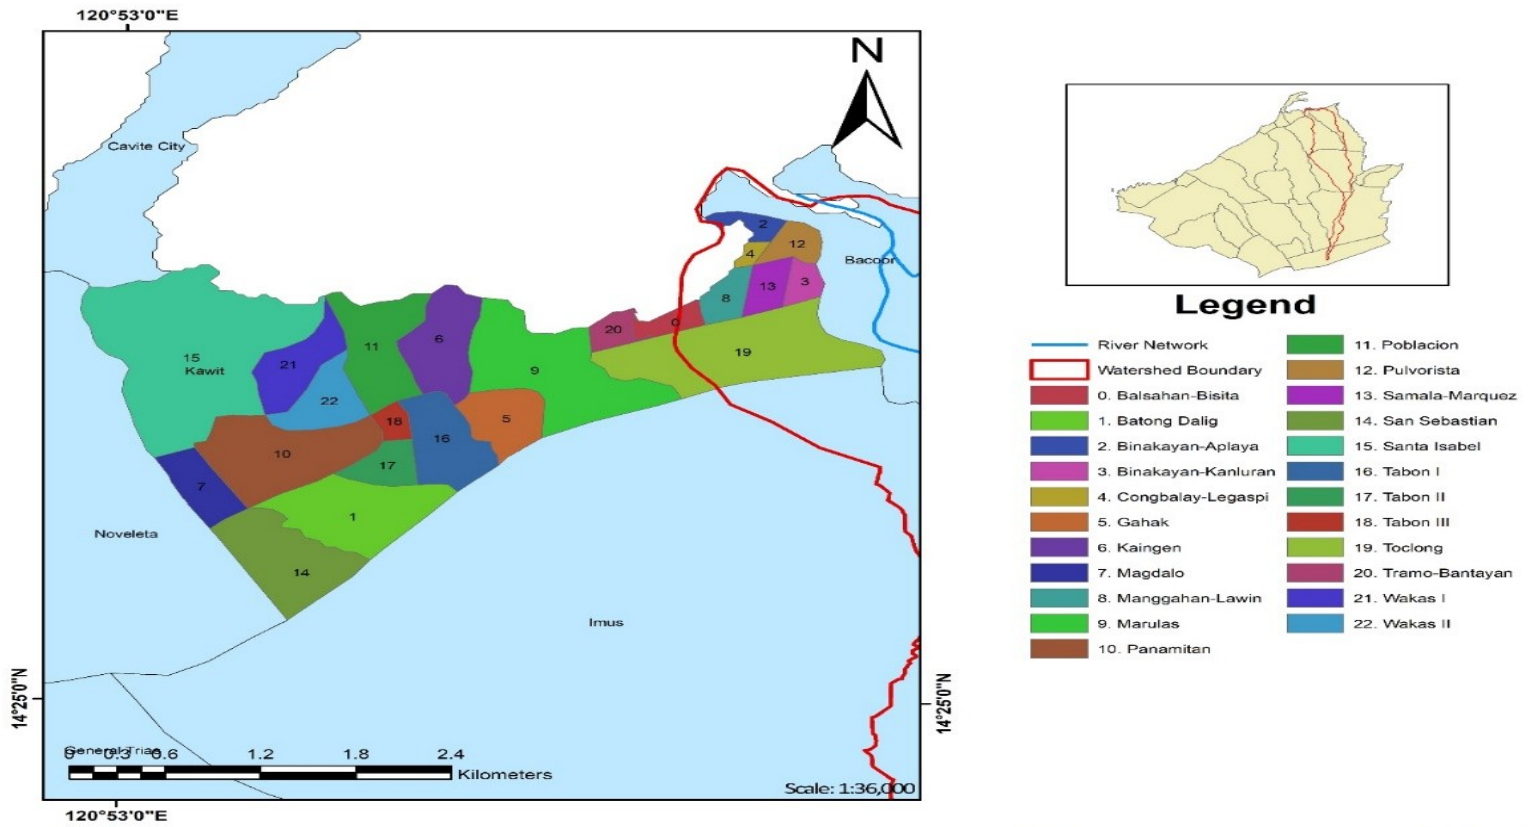 120°53'0"E
N
Cavite City
2
12
4
Bacoor
3
13
8
0
20
19
15
Kawit
11
6
21
9
22
18
5
16
10
17
7
1
Noveleta
14
Imus
14°25'0"N
14°25'0"N
General Trias
0 0.3 0.6 1.2 1.8 2.4
Kilometers
Scale: 1:36,000
120°53'0"E
Legend
River Network
Watershed Boundary
0. Balsahan-Bisita
1. Batong Dalig
2. Binakayan-Aplaya
3. Binakayan-Kanluran
4. Congbalay-Legaspi
5. Gahak
6. Kaingen
7. Magdalo
8. Manggahan-Lawin
9. Marulas
10. Panamitan
11. Poblacion
12. Pulvorista
13. Samala-Marquez
14. San Sebastian
15. Santa Isabel
16. Tabon I
17. Tabon II
18. Tabon III
19. Toclong
20. Tramo-Bantayan
21. Wakas I
22. Wakas II